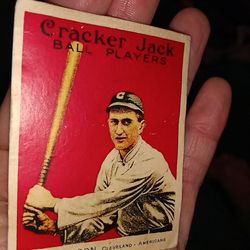 Cracker Jack
BALL PLAYERS
C
CLEVELAND - AMERICANS